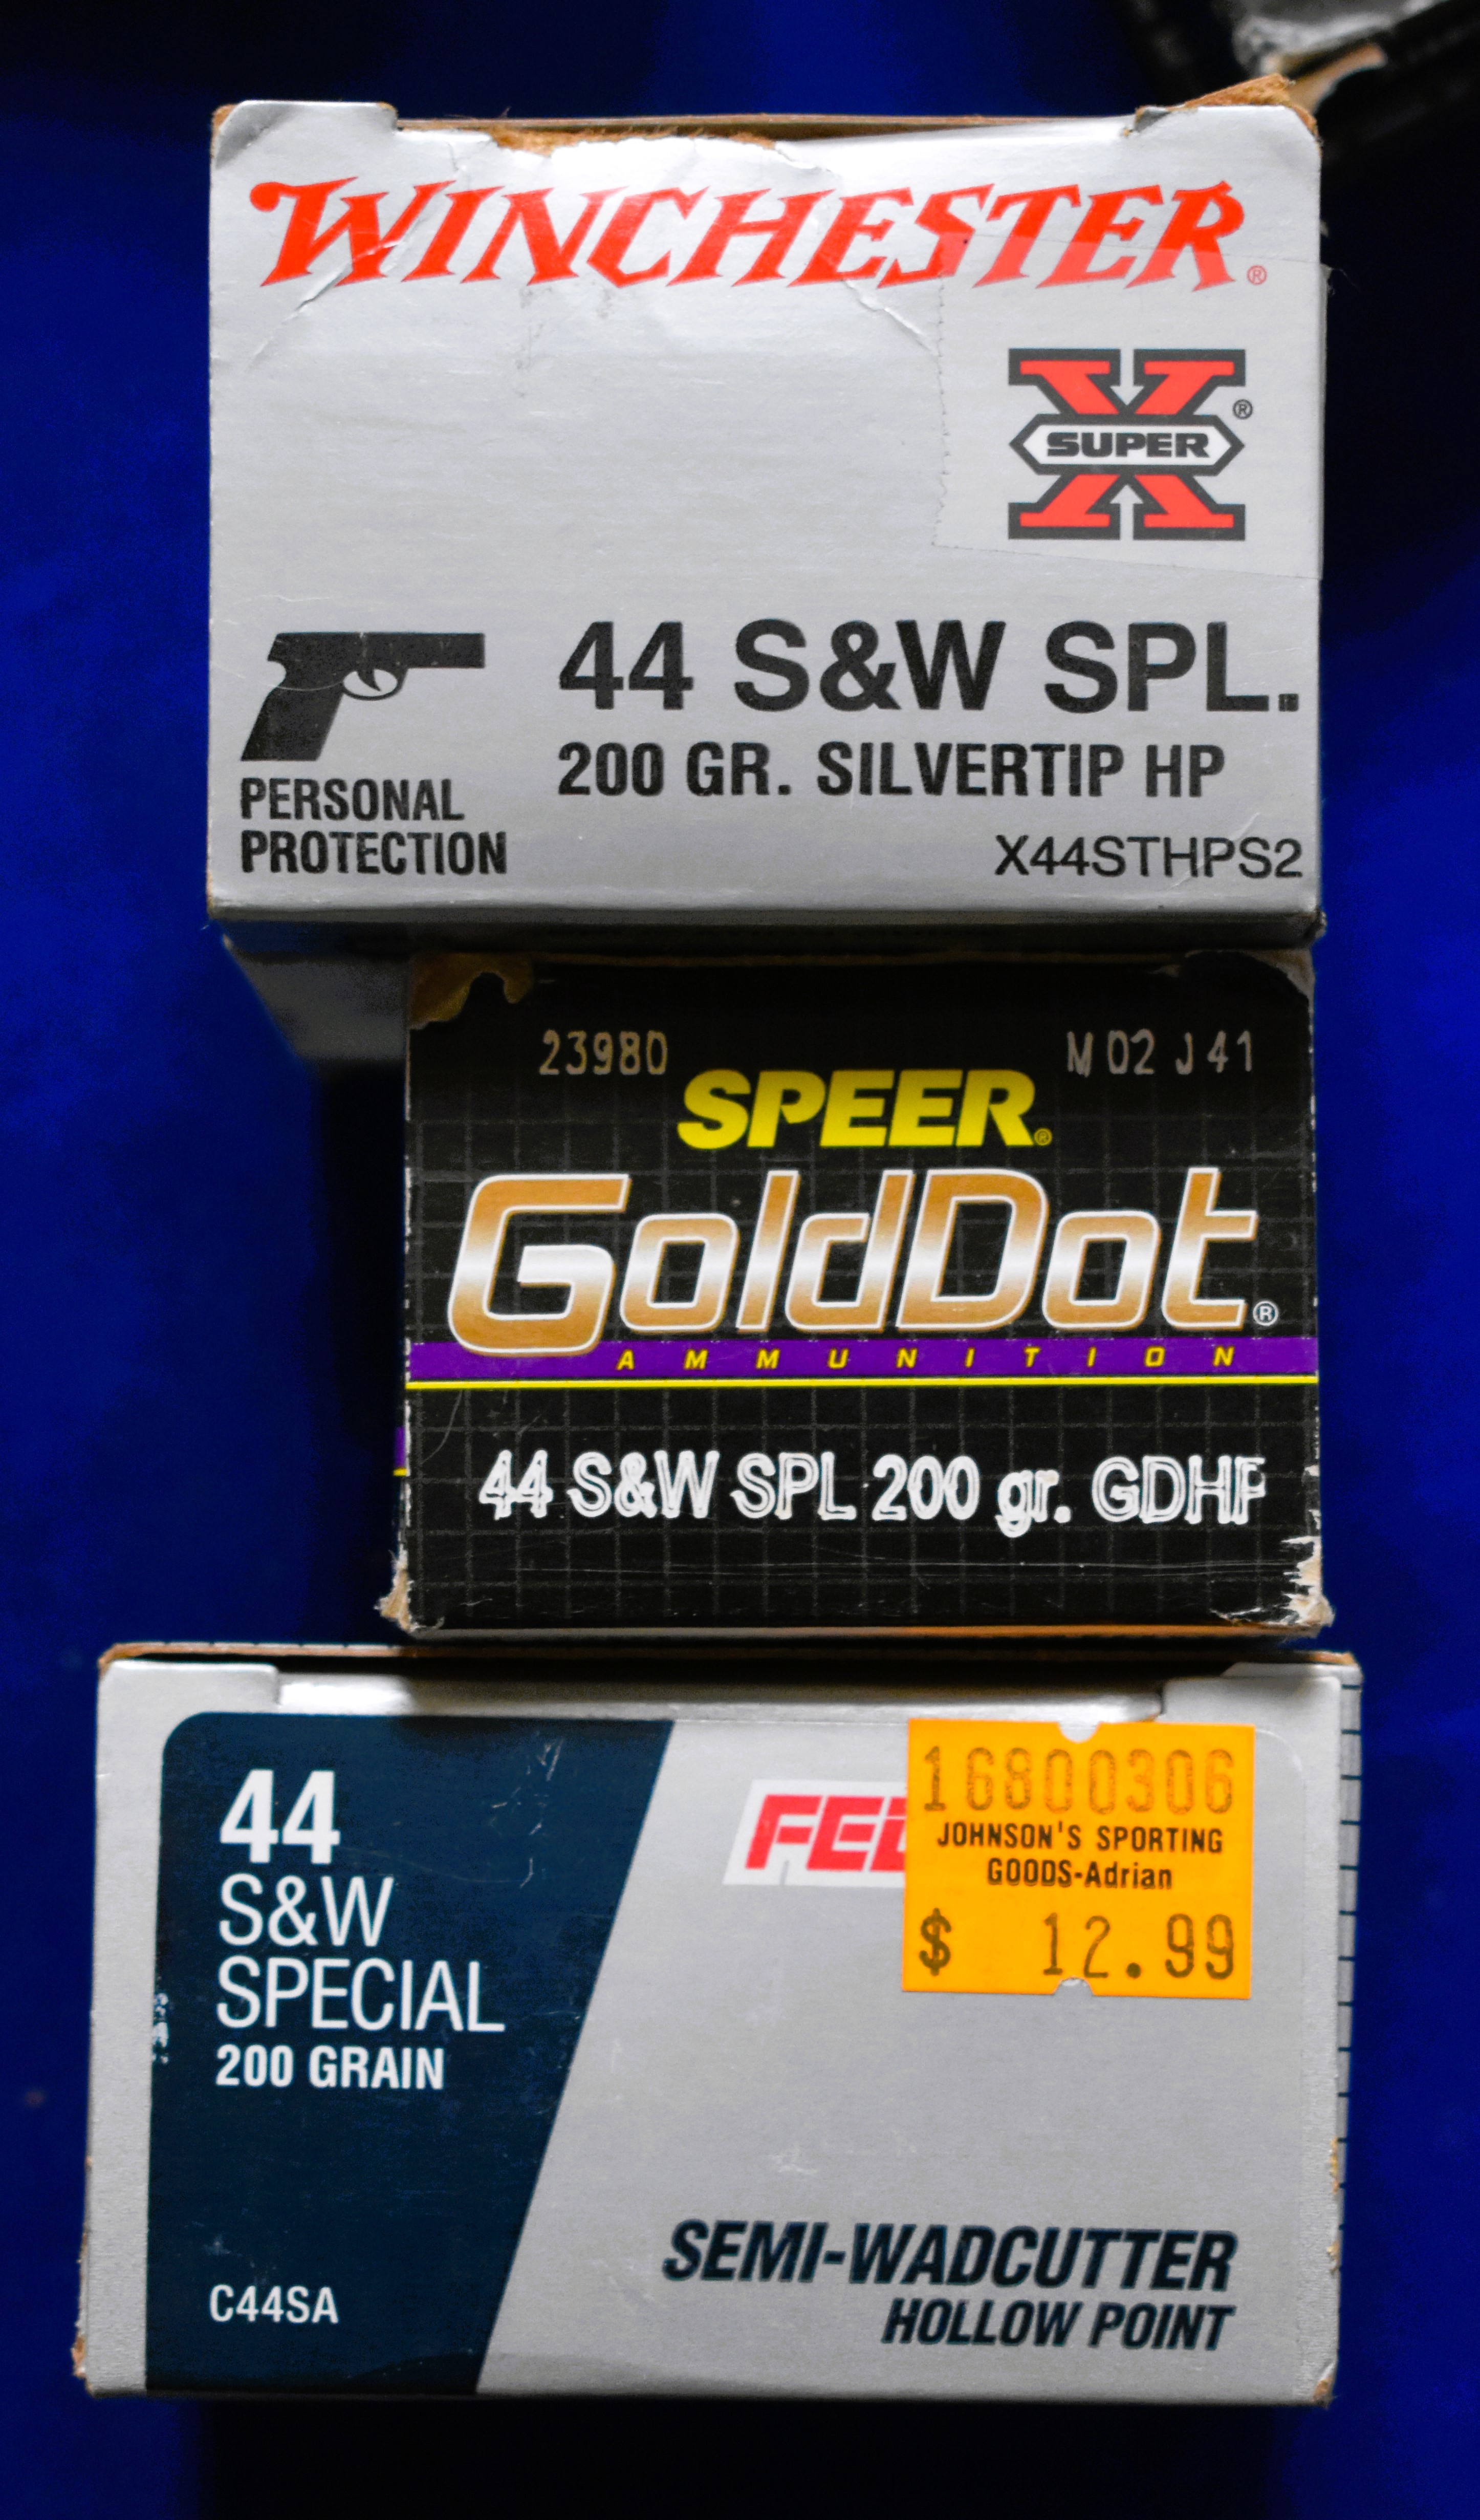 WINCHESTER®
X SUPER ®
44 S&W SPL.
200 GR. SILVERTIP HP
PERSONAL
PROTECTION
X44STHPS2
23980 M 02 J 41
SPEER®
GoldDot®
AMMUNITION
44 S&W SPL 200 gr. GDHP
44
S&W
SPECIAL
200 GRAIN
C44SA
16800306
JOHNSON'S SPORTING
GOODS-Adrian
$ 12.99
SEMI-WADCUTTER
HOLLOW POINT